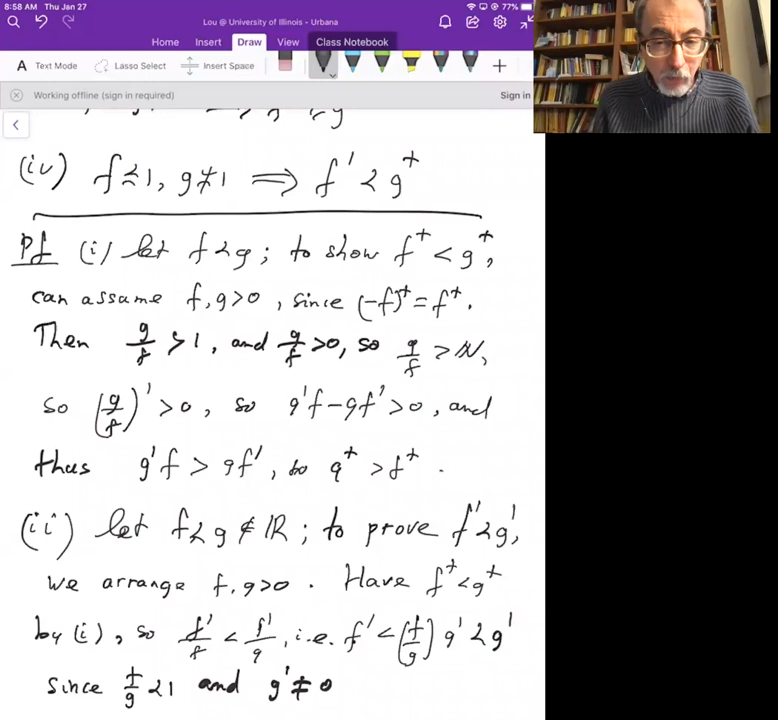 8:58 AM Thu Jan 27
77%
Lou @ University of Illinois - Urbana
Home Insert Draw View Class Notebook
A Text Mode Lasso Select Insert Space
Working offline (sign in required) Sign in
(iv) f ≼ 1, g ≭ 1 ⟹ f' ≺ g†
Pf (i) let f ≺ g ; to show f† < g†,
can assume f, g > 0, since (-f)† = f†.
Then g/f ≻ 1, and g/f > 0, so g/f > ℕ,
so (g/f)' > 0, so g'f - gf' > 0, and
thus g'f > gf', so g† > f†.
(ii) let f ≺ g ∉ ℝ ; to prove f' ≺ g',
we arrange f, g > 0. Have f† < g†
by (i), so f'/f < f'/g, i.e. f' < (f/g) g' ≺ g'
since f/g ≺ 1 and g' ≠ 0